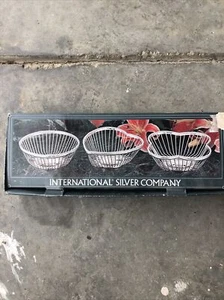 INTERNATIONAL® SILVER COMPANY